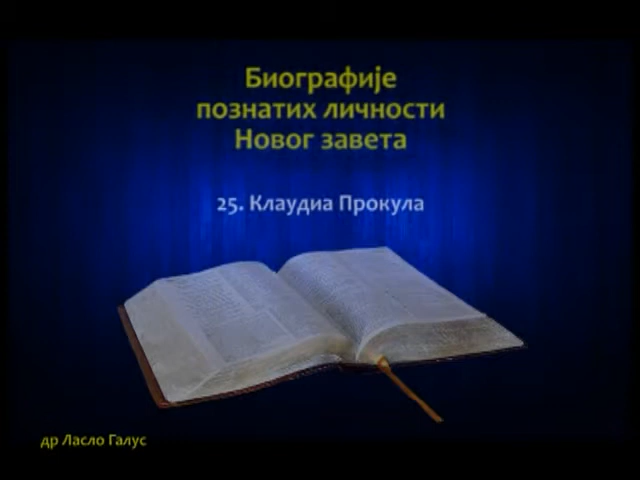 Биографије
познатих личности
Новог завета
25. Клаудиа Прокула
др Ласло Галус